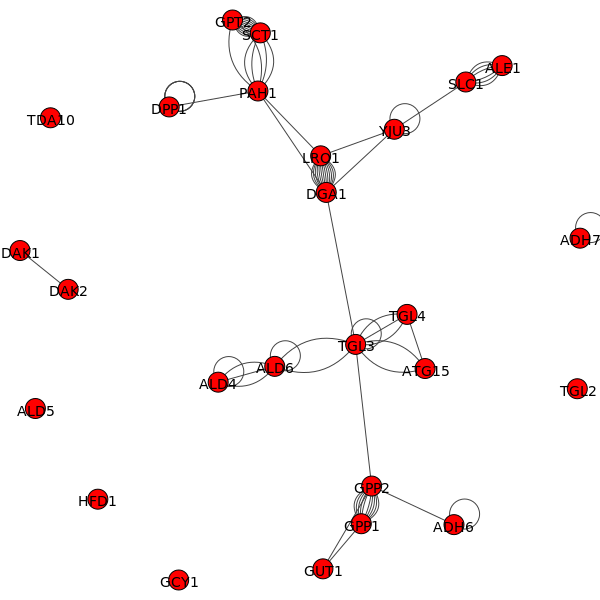 GPT2
SCT1
ALE1
SLC1
PAH1
DPP1
TDA10
YJU3
LRO1
DGA1
ADH7
DAK1
DAK2
TGL4
TGL3
ALD6
ATG15
ALD4
TGL2
ALD5
GPP2
HFD1
GPP1
ADH6
GUT1
GCY1